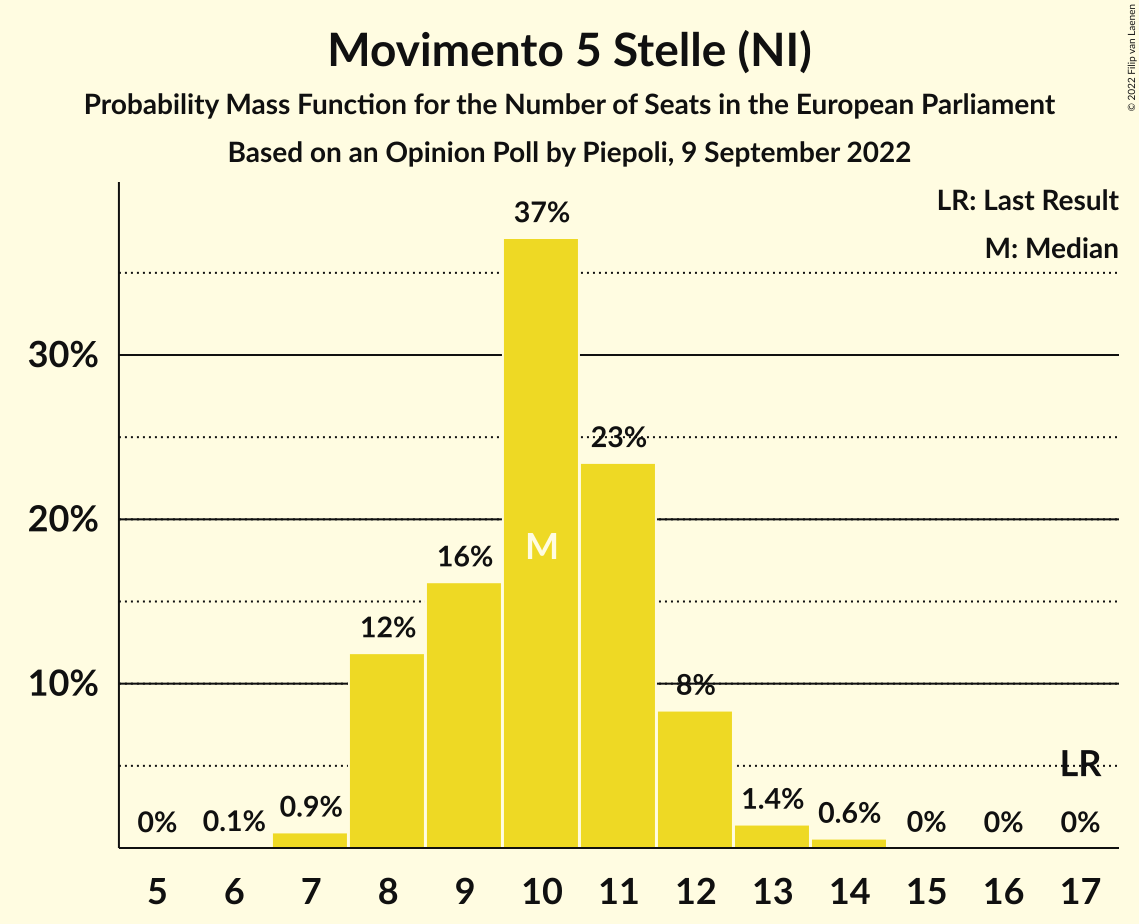 Movimento 5 Stelle (NI)
Probability Mass Function for the Number of Seats in the European Parliament
Based on an Opinion Poll by Piepoli, 9 September 2022
© 2022 Filip van Laenen
LR: Last Result
M: Median
37%
30%
23%
20%
M
16%
12%
10%
8%
LR
0%
0.1%
0.9%
1.4%
0.6%
0%
0%
0%
5 6 7 8 9 10 11 12 13 14 15 16 17